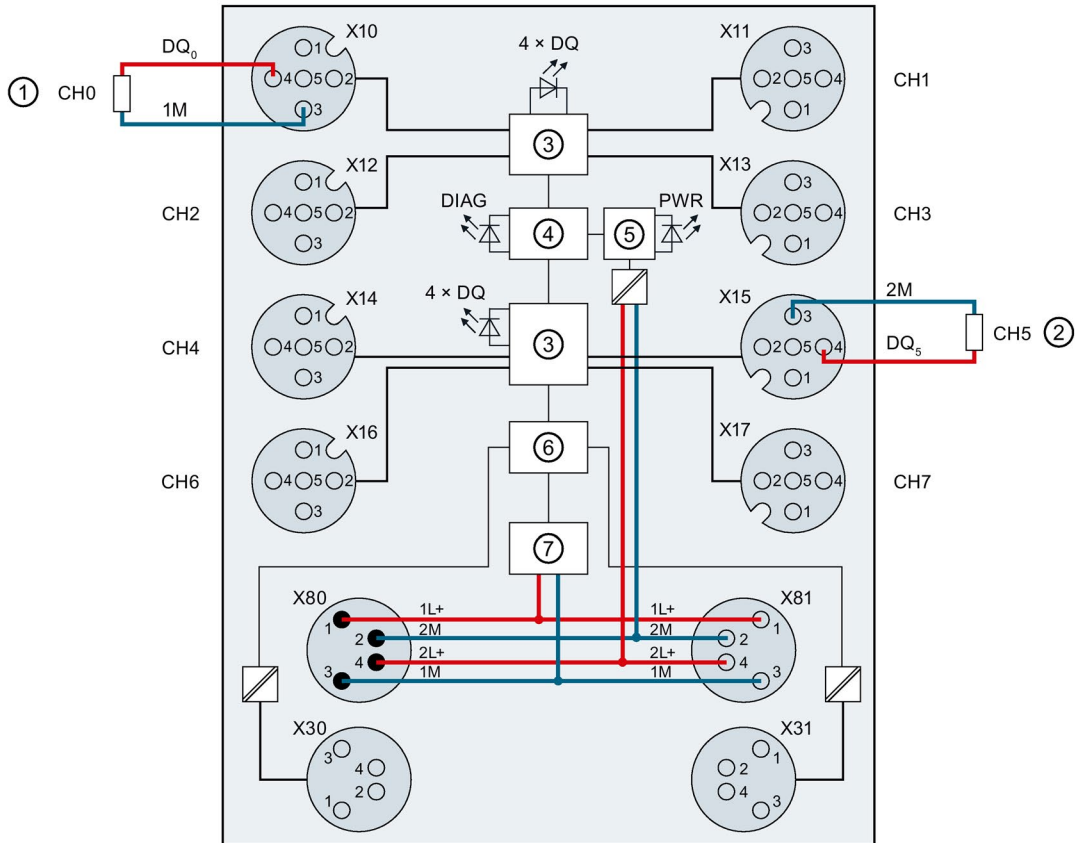 X10
X11
4 × DQ
DQ0
1
4 5 2
3
3
2 5 4
1
① CH0
1M
CH1
③
X12
X13
1
4 5 2
3
3
2 5 4
1
CH2
CH3
DIAG
PWR
④
⑤
X14
X15
4 × DQ
2M
1
4 5 2
3
3
2 5 4
1
CH4
③
DQ5
CH5 ②
X16
X17
1
4 5 2
3
3
2 5 4
1
CH6
CH7
⑥
⑦
X80
X81
1 1L+ 1L+ 1
2 2M 2M 2
4 2L+ 2L+ 4
3 1M 1M 3
X30
X31
3
4
2
1
1
2
4
3